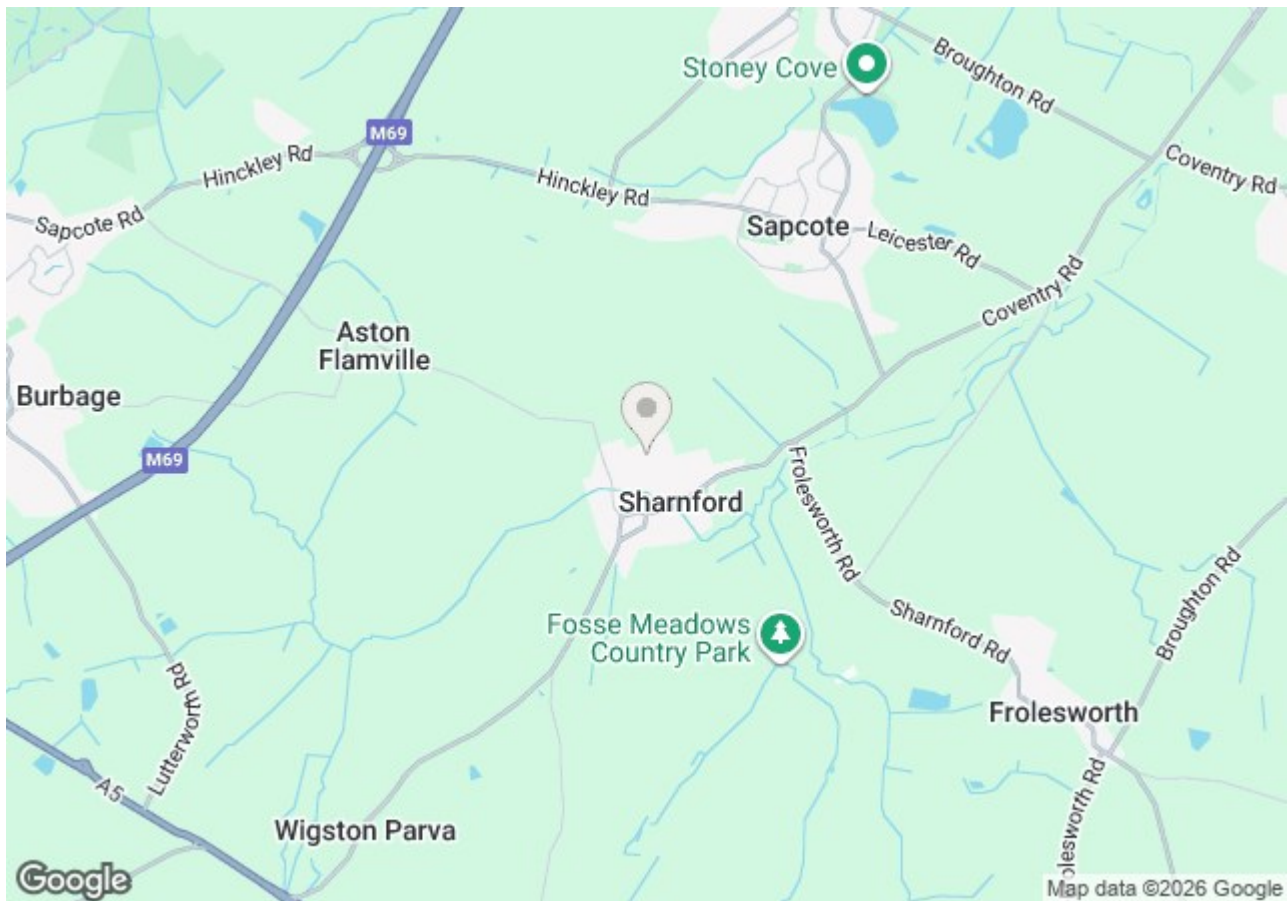 Stoney Cove
Broughton Rd
M69
Hinckley Rd
Hinckley Rd
Coventry Rd
Sapcote Rd
Sapcote
Leicester Rd
Coventry Rd
Aston
Flamville
Burbage
M69
Sharnford
Frolesworth Rd
Fosse Meadows
Country Park
Sharnford Rd
Broughton Rd
Lutterworth Rd
Frolesworth
A5
Wigston Parva
olesworth Rd
Google
Map data ©2026 Google